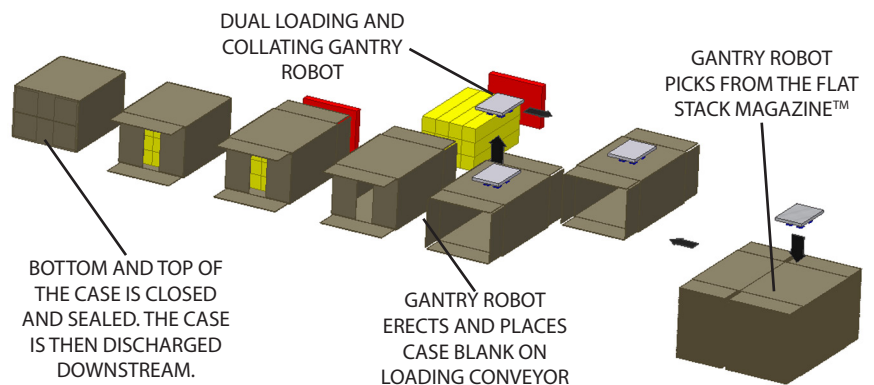 DUAL LOADING AND
COLLATING GANTRY
ROBOT
GANTRY ROBOT
PICKS FROM THE FLAT
STACK MAGAZINE™
BOTTOM AND TOP OF
THE CASE IS CLOSED
AND SEALED. THE CASE
IS THEN DISCHARGED
DOWNSTREAM.
GANTRY ROBOT
ERECTS AND PLACES
CASE BLANK ON
LOADING CONVEYOR